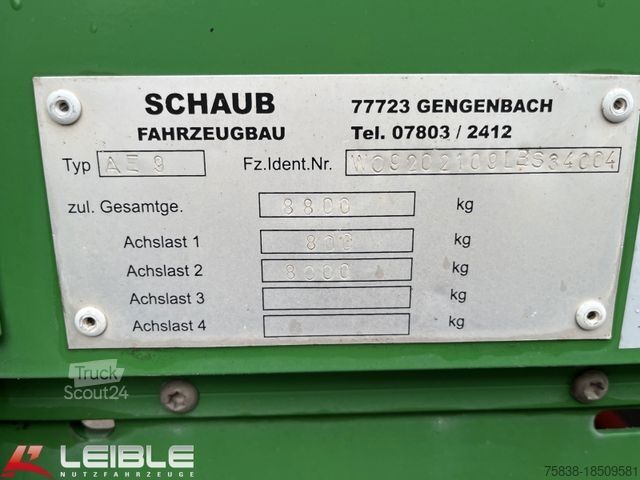 SCHAUB 77723 GENGENBACH
FAHRZEUGBAU Tel. 07803 / 2412
Typ AE 9 Fz.Ident.Nr. W09202109LBS34004
zul. Gesamtge. 8800 kg
Achslast 1 800 kg
Achslast 2 8000 kg
Achslast 3 kg
Achslast 4 kg
Truck
Scout24
LEIBLE
NUTZFAHRZEUGE
75838-18509581